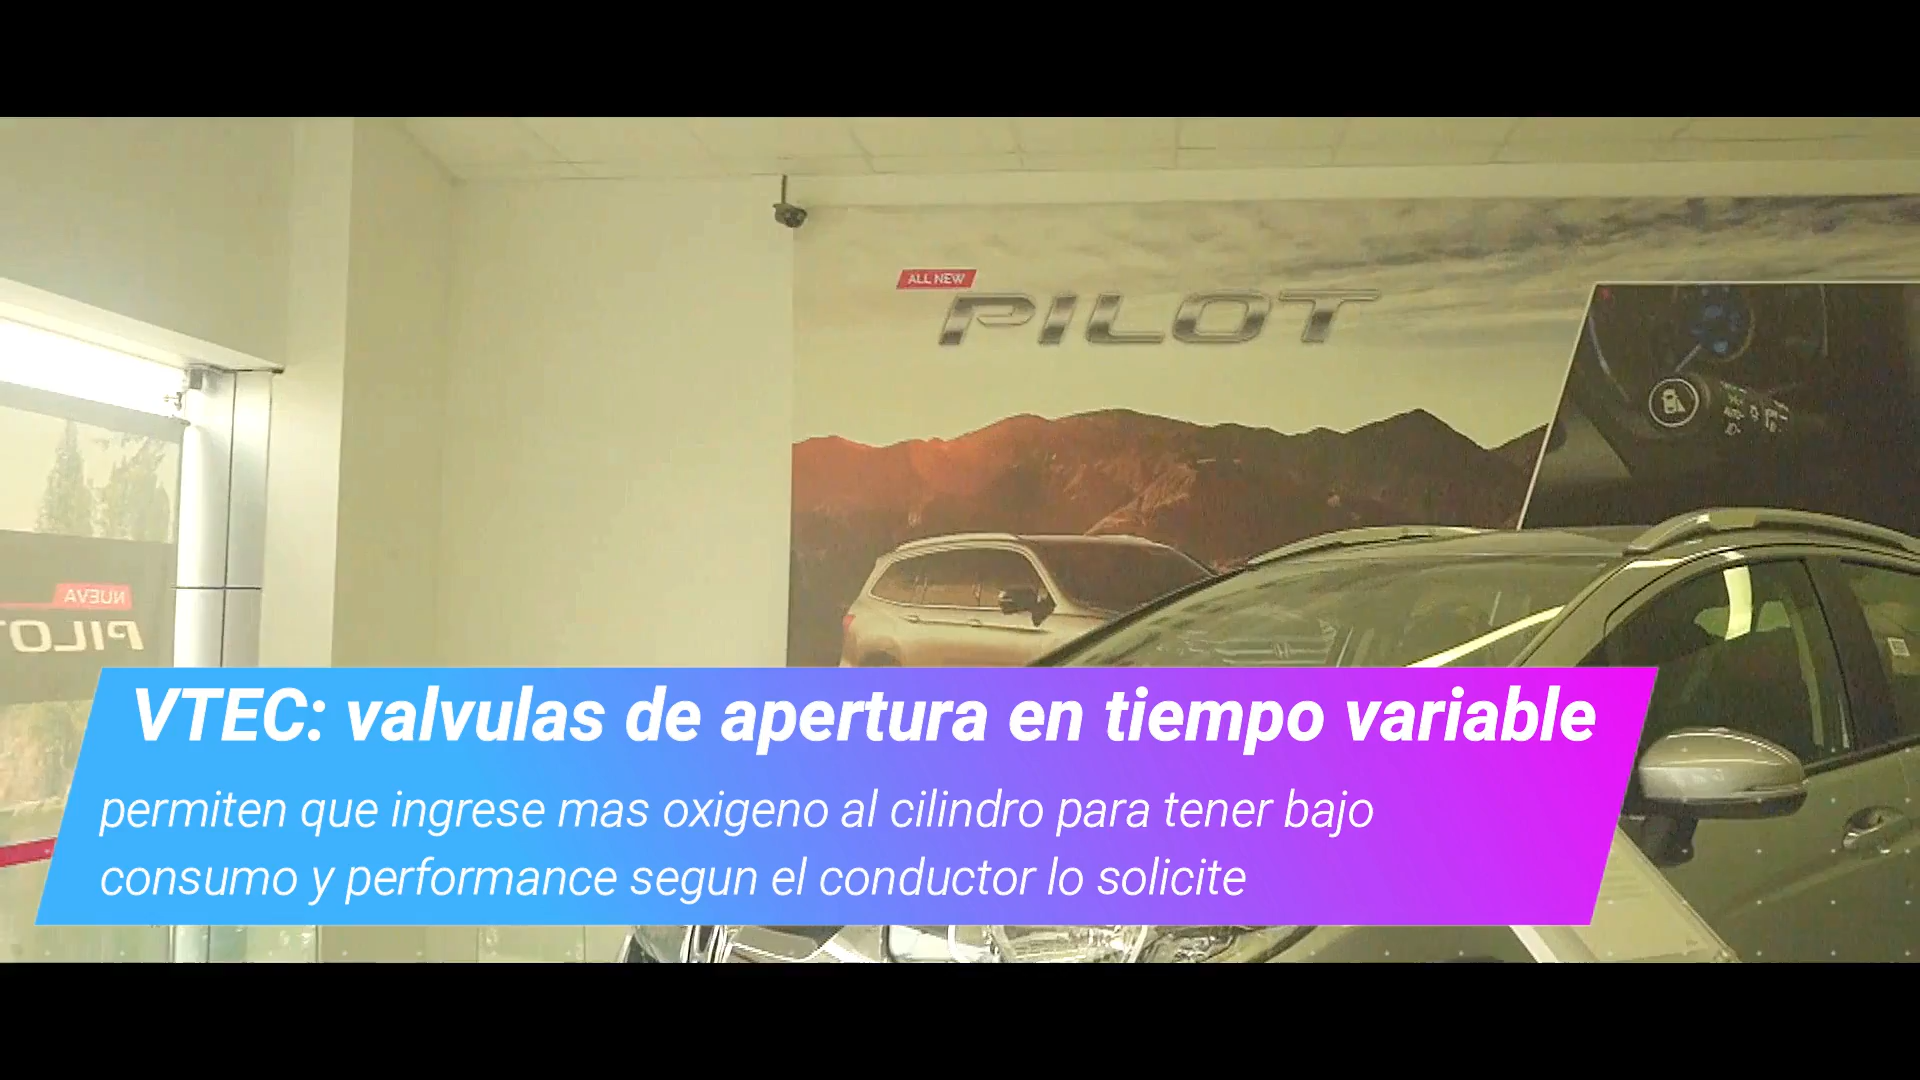 ALL NEW
PILOT
NUEVA
PILOT
VTEC: valvulas de apertura en tiempo variable
permiten que ingrese mas oxigeno al cilindro para tener bajo
consumo y performance segun el conductor lo solicite